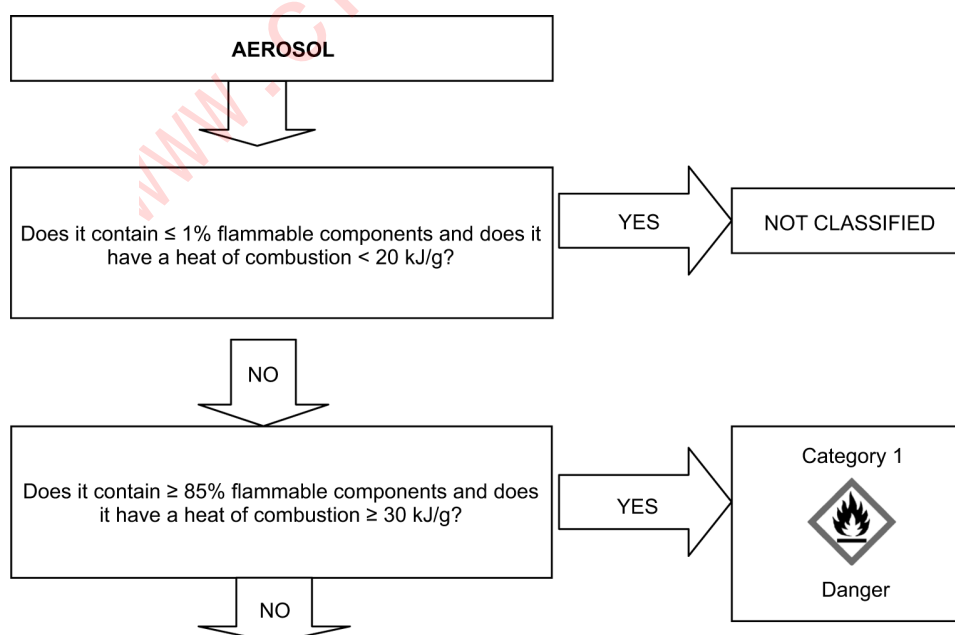 AEROSOL
Does it contain ≤ 1% flammable components and does it
have a heat of combustion < 20 kJ/g?
YES
NOT CLASSIFIED
NO
Does it contain ≥ 85% flammable components and does
it have a heat of combustion ≥ 30 kJ/g?
YES
Category 1
Danger
NO